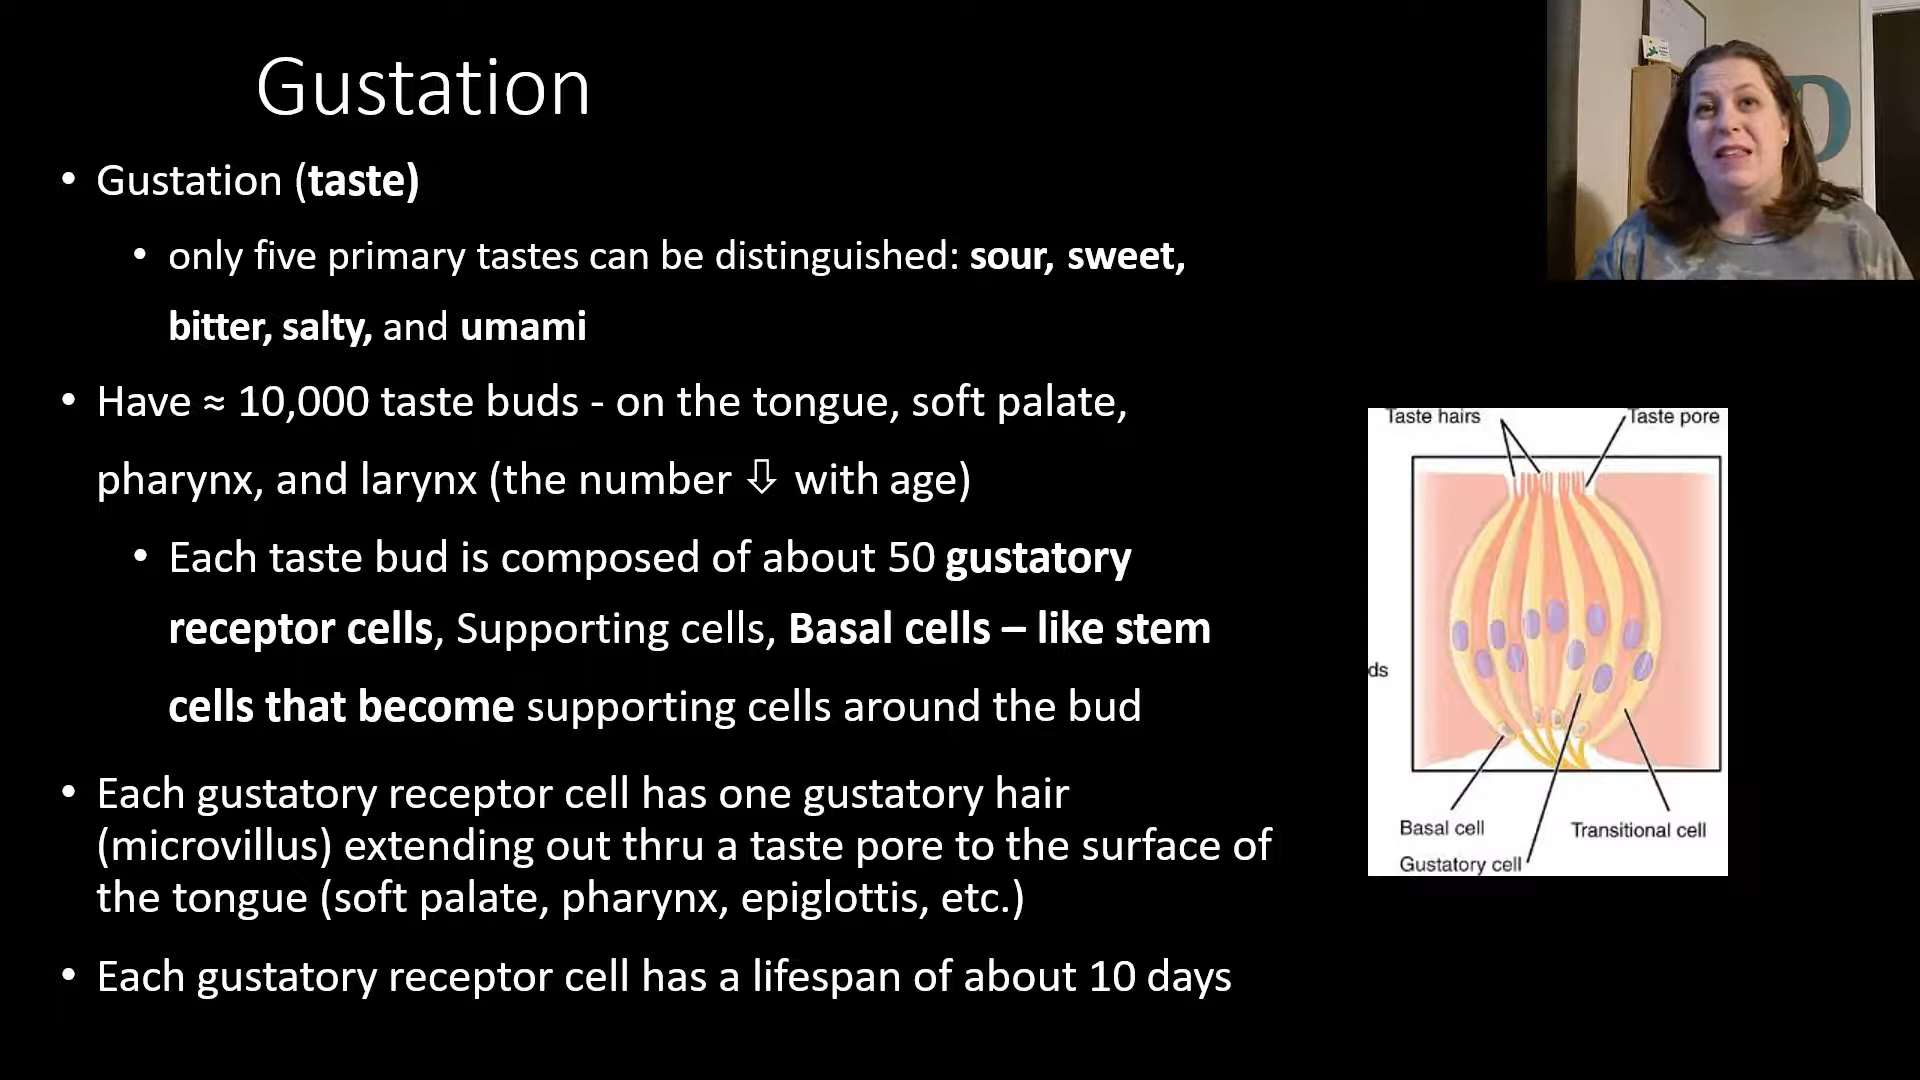 Gustation
• Gustation (taste)
• only five primary tastes can be distinguished: sour, sweet,
bitter, salty, and umami
• Have ≈ 10,000 taste buds - on the tongue, soft palate,
pharynx, and larynx (the number ⇩ with age)
• Each taste bud is composed of about 50 gustatory
receptor cells, Supporting cells, Basal cells – like stem
cells that become supporting cells around the bud
• Each gustatory receptor cell has one gustatory hair
(microvillus) extending out thru a taste pore to the surface of
the tongue (soft palate, pharynx, epiglottis, etc.)
• Each gustatory receptor cell has a lifespan of about 10 days
D
Taste hairs
Taste pore
ds
Basal cell
Transitional cell
Gustatory cell